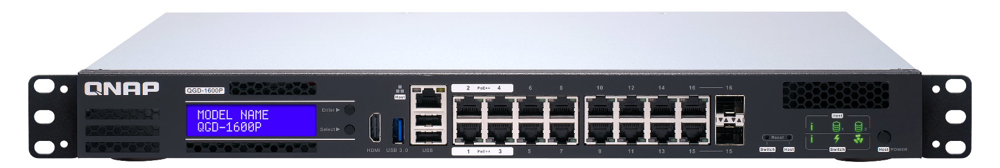 QNAP
QGD-1600P
MODEL NAME
QGD-1600P
Enter
Select
HDMI
USB 3.0
Host
USB
2 PoE++ 4 6 8 10 12 14 16 16
1 PoE++ 3 5 7 9 11 13 15 15
Reset
Switch Host
Host
i 1 2
i
Switch
Host POWER